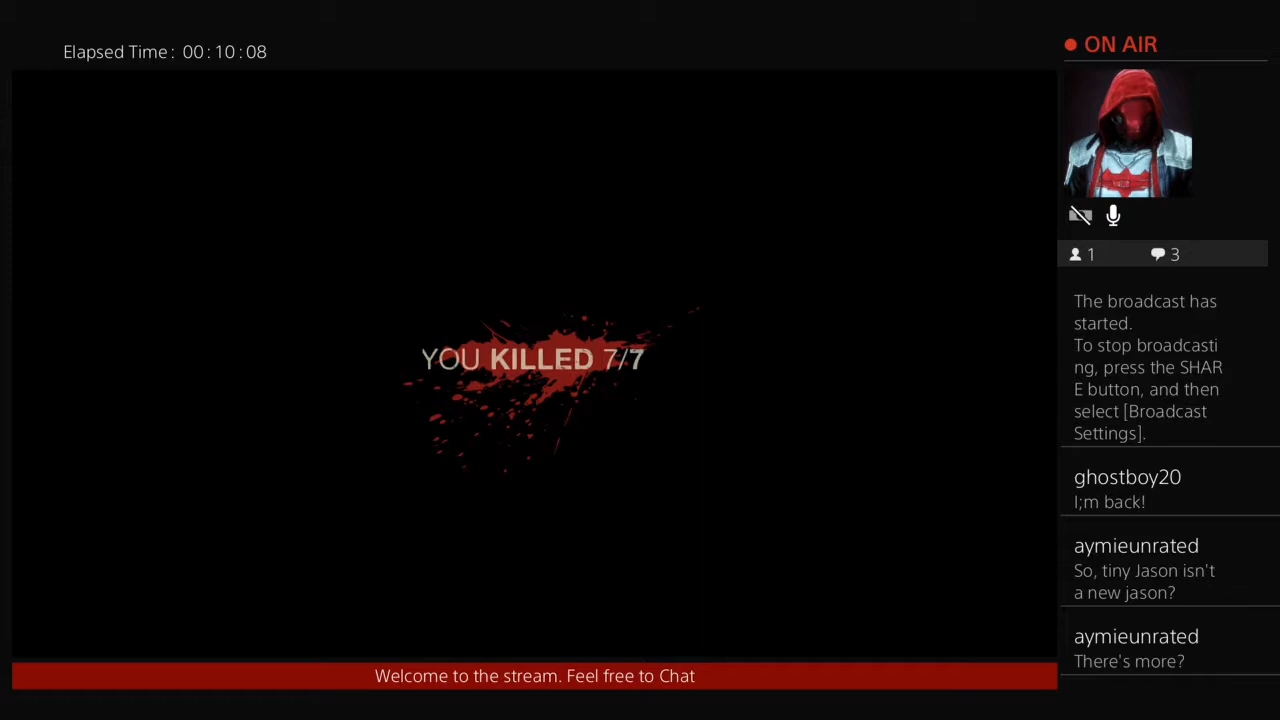 Elapsed Time: 00:10:08
ON AIR
1 3
YOU KILLED 7/7
The broadcast has
started.
To stop broadcasti
ng, press the SHAR
E button, and then
select [Broadcast
Settings].
ghostboy20
I;m back!
aymieunrated
So, tiny Jason isn't
a new jason?
aymieunrated
There's more?
Welcome to the stream. Feel free to Chat